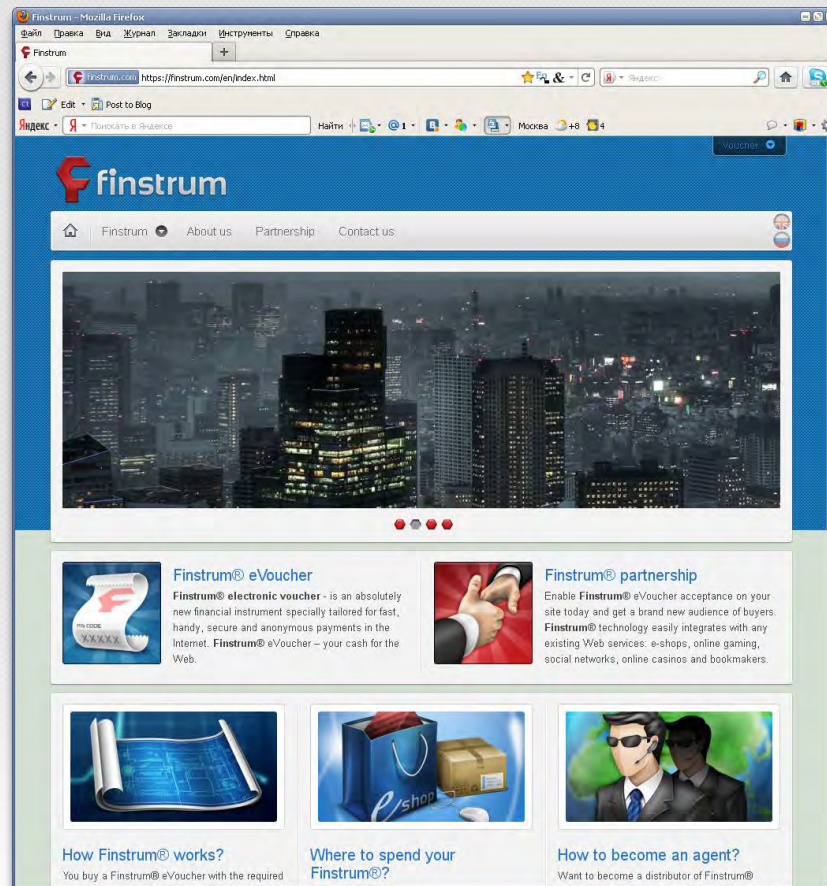 Finstrum - Mozilla Firefox
Файл Правка Вид Журнал Закладки Инструменты Справка
Finstrum
finstrum.com https://finstrum.com/en/index.html
Яндекс
Edit Post to Blog
Яндекс Я Поискать в Яндексе Найти @ 1 Москва +8 4
Voucher
finstrum
Finstrum About us Partnership Contact us
Finstrum® eVoucher
Finstrum® electronic voucher - is an absolutely
new financial instrument specially tailored for fast,
handy, secure and anonymous payments in the
Internet. Finstrum® eVoucher – your cash for the
Web.
PIN CODE
XXXXX
Finstrum® partnership
Enable Finstrum® eVoucher acceptance on your
site today and get a brand new audience of buyers.
Finstrum® technology easily integrates with any
existing Web services: e-shops, online gaming,
social networks, online casinos and bookmakers.
e/shop
How Finstrum® works?
You buy a Finstrum® eVoucher with the required
Where to spend your
Finstrum®?
How to become an agent?
Want to become a distributor of Finstrum®